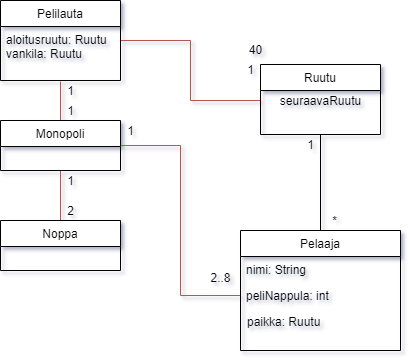 Pelilauta
aloitusruutu: Ruutu
vankila: Ruutu
40
1
Ruutu
seuraavaRuutu
1
1
Monopoli
1
1
1
2
Noppa
*
Pelaaja
2..8
nimi: String
peliNappula: int
paikka: Ruutu